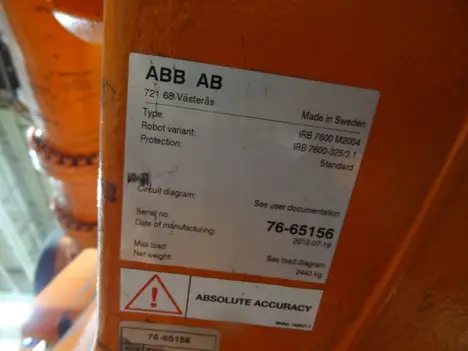 ABB AB
721 68 Västerås
Made in Sweden
Type: IRB 7600 M2004
Robot variant: IRB 7600-325/3.1
Protection: Standard
Circuit diagram: See user documentation
Serial no 76-65156
Date of manufacturing: 2012-07-19
Max load: See load diagram
Net weight: 2440 kg
ABSOLUTE ACCURACY
76-65156